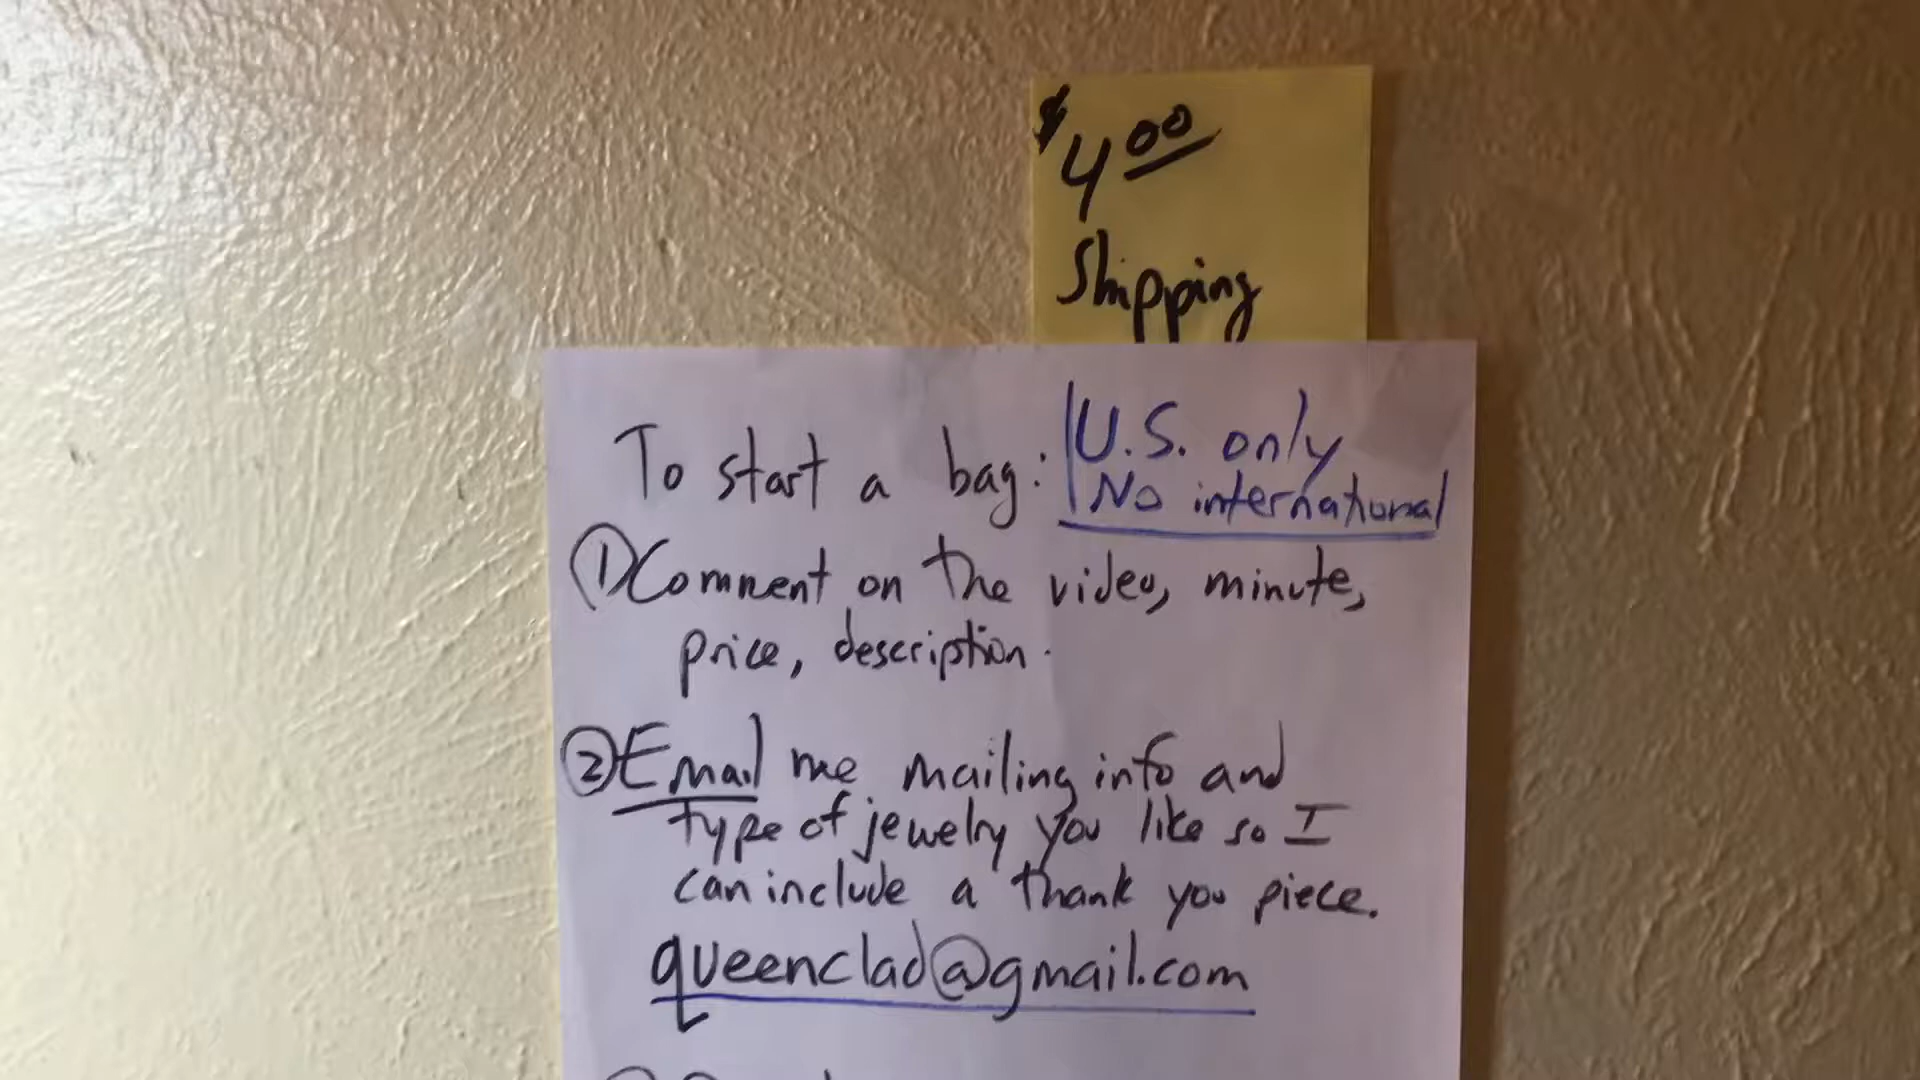 $4.00
Shipping
To start a bag:
U.S. only
No international
① Comment on the video, minute,
price, description.
② Email me mailing info and
type of jewelry you like so I
can include a thank you piece.
queenclad@gmail.com